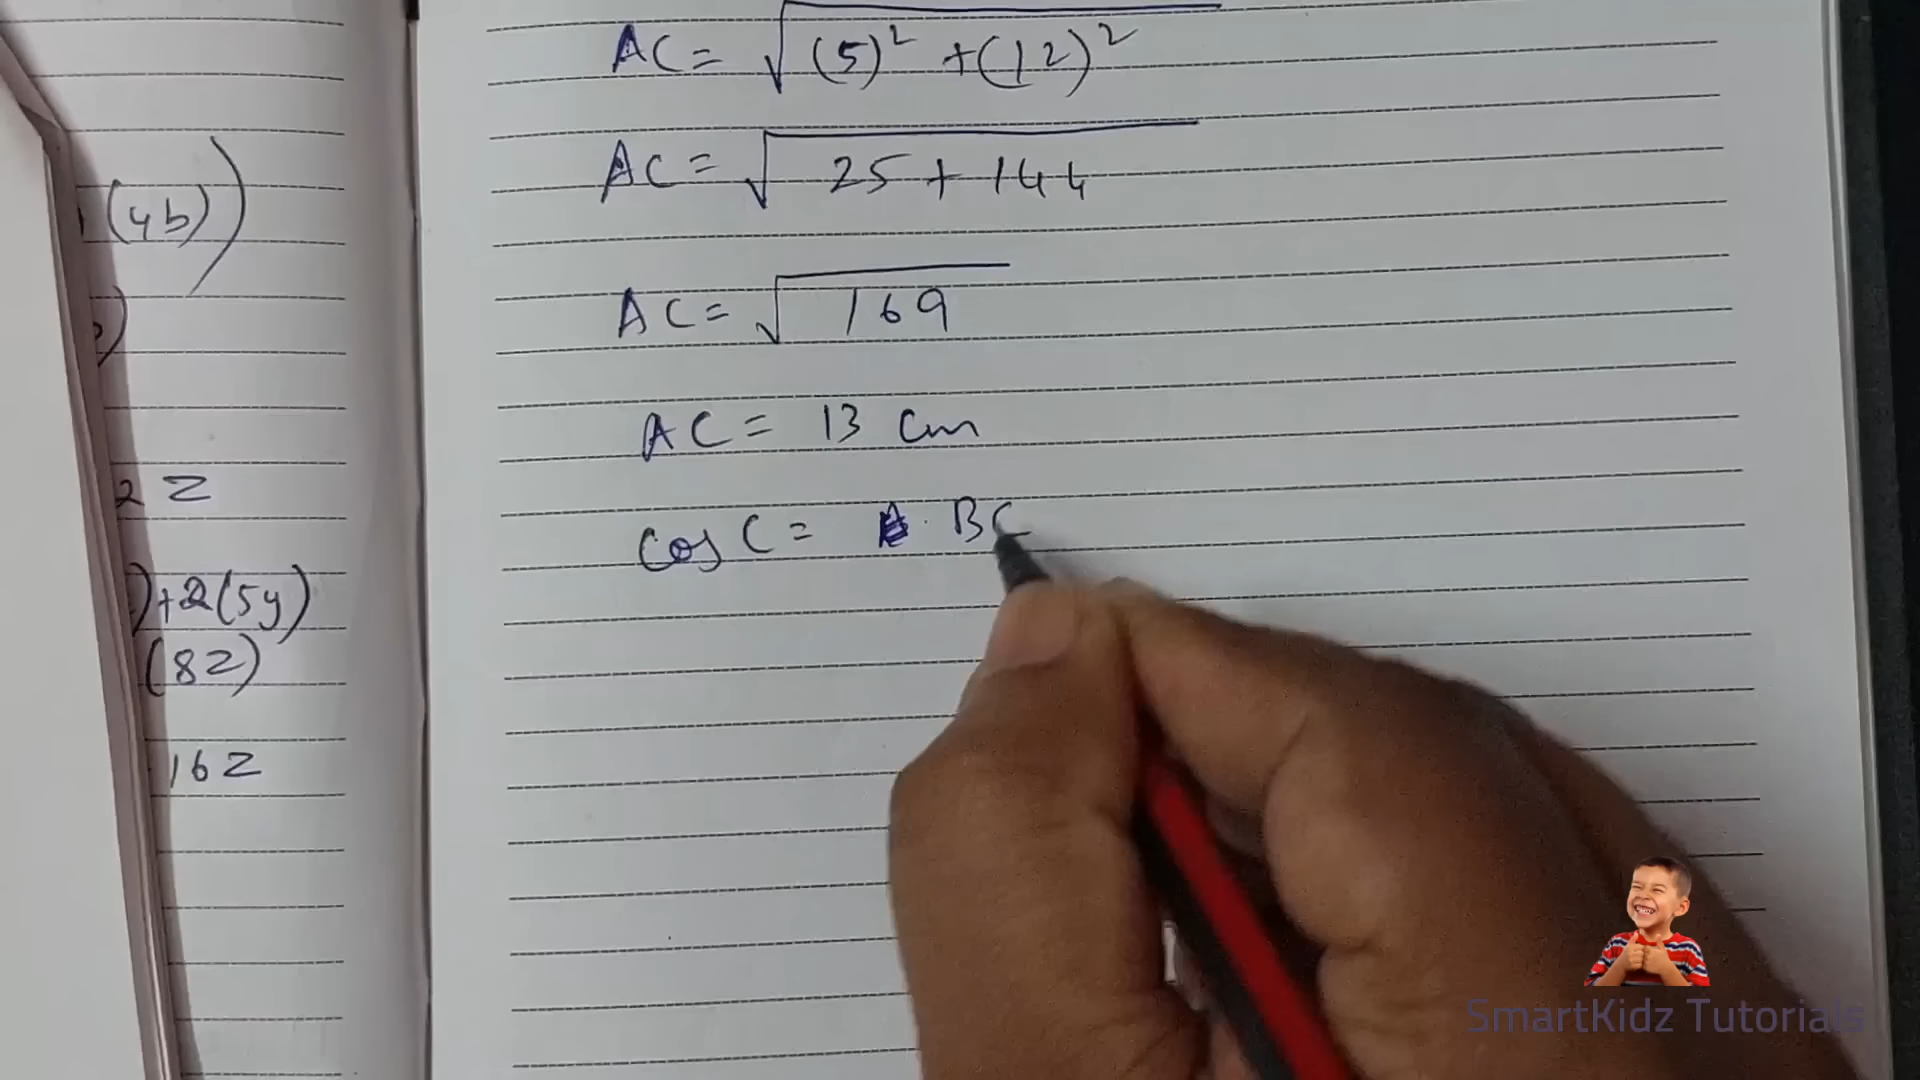 (4b))
)
2 Z
)+2(5y)
(8z)
16z
AC = √(5)² + (12)²
AC = √25 + 144
AC = √169
AC = 13 cm
cos C = BC
SmartKidz Tutorials